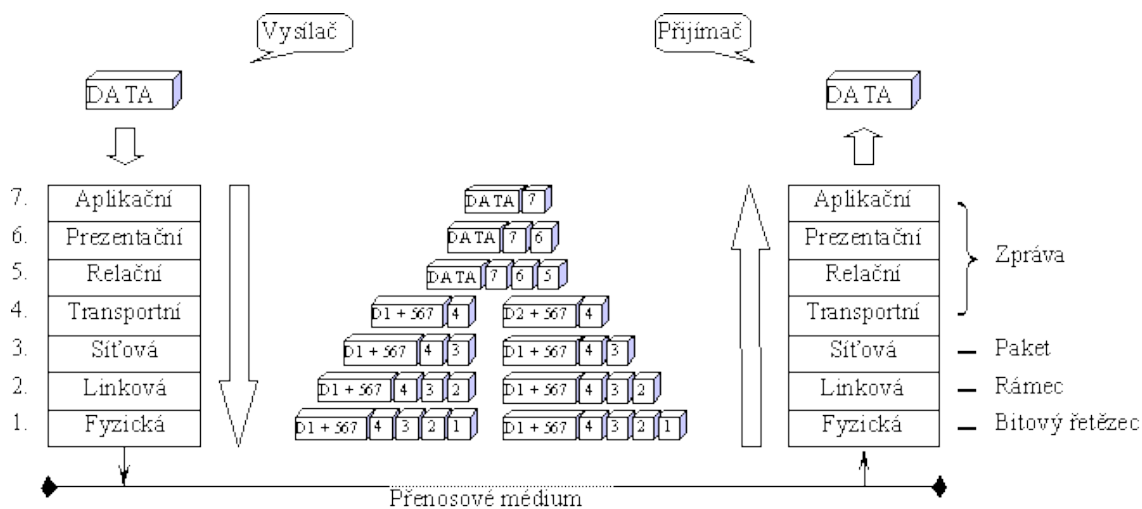 Vysílač Přijímač
DATA DATA
7. Aplikační DATA 7 Aplikační
6. Prezentační DATA 7 6 Prezentační
Zpráva
5. Relační DATA 7 6 5 Relační
4. Transportní D1 + 567 4 D2 + 567 4 Transportní
3. Síťová D1 + 567 4 3 D1 + 567 4 3 Síťová – Paket
2. Linková D1 + 567 4 3 2 D1 + 567 4 3 2 Linková – Rámec
1. Fyzická D1 + 567 4 3 2 1 D1 + 567 4 3 2 1 Fyzická – Bitový řetězec
Přenosové médium